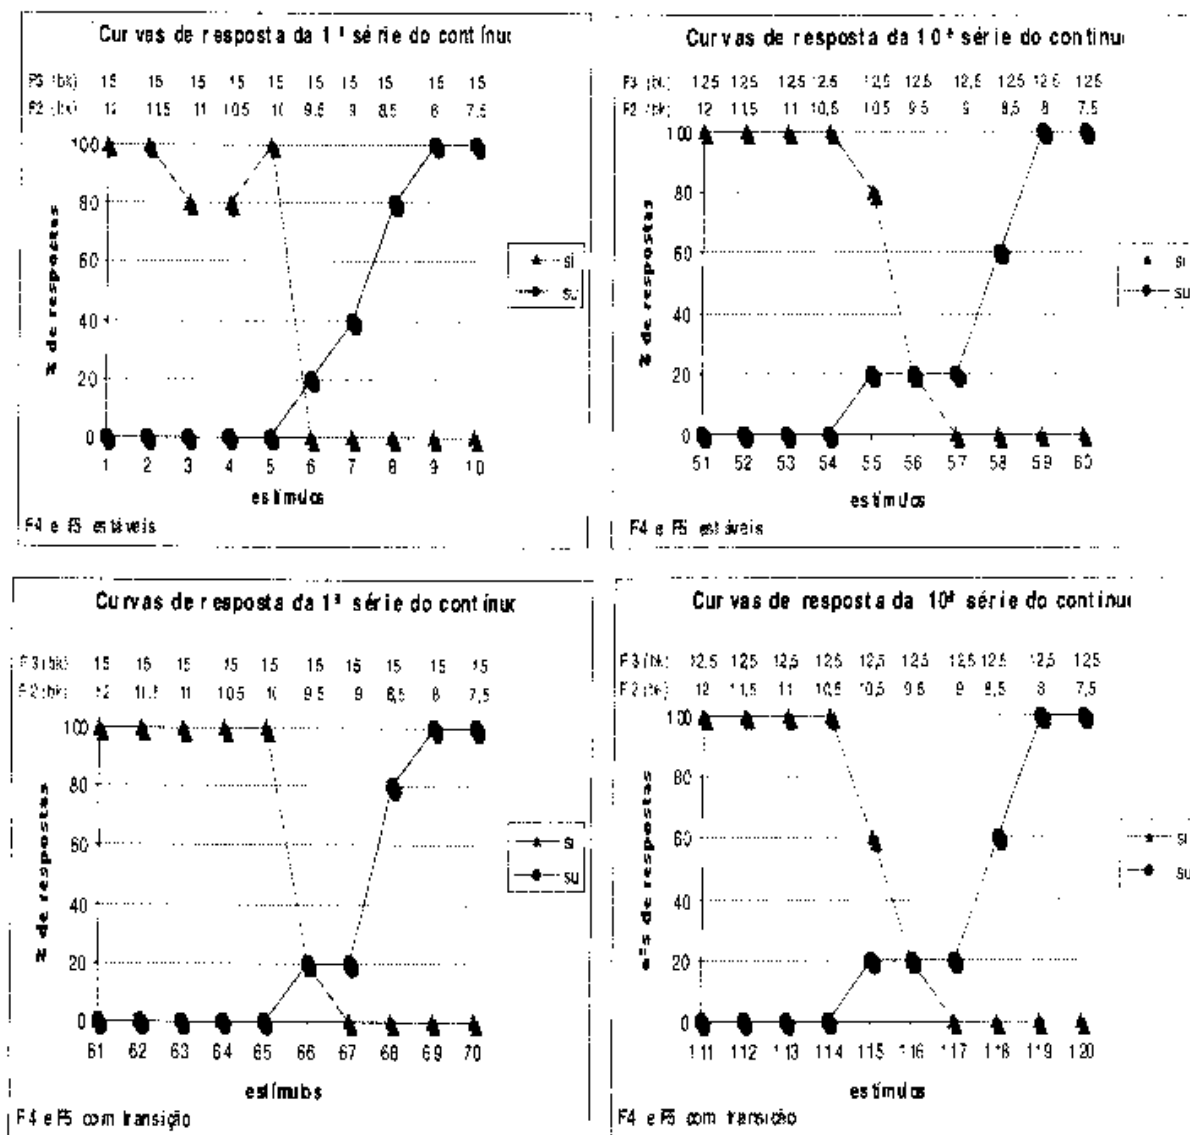 Curvas de resposta da 1ª série do contínuo
F3 (bk) 15 15 15 15 15 15 15 15 15 15
F2 (bk) 12 11,5 11 10,5 10 9,5 9 8,5 8 7,5
100
80
60
40
20
0
% de respostas
si
su
1 2 3 4 5 6 7 8 9 10
estímulos
F4 e F5 estáveis
Curvas de resposta da 10ª série do continu
F3 (bk) 12,5 12,5 12,5 12,5 12,5 12,5 12,5 12,5 12,5 12,5
F2 (bk) 12 11,5 11 10,5 10,5 9,5 9 8,5 8 7,5
100
80
60
40
20
0
% de respostas
si
su
51 52 53 54 55 56 57 58 59 60
estímulos
F4 e F5 estáveis
Curvas de resposta da 1ª série do contínuo
F3 (bk) 15 15 15 15 15 15 15 15 15 15
F2 (bk) 12 11,5 11 10,5 10 9,5 9 8,5 8 7,5
100
80
60
40
20
0
% de respostas
si
su
61 62 63 64 65 66 67 68 69 70
estímulos
F4 e F5 com transição
Curvas de resposta da 10ª série do continu
F3 (bk) 12,5 12,5 12,5 12,5 12,5 12,5 12,5 12,5 12,5 12,5
F2 (bk) 12 11,5 11 10,5 10,5 9,5 9 8,5 8 7,5
100
80
60
40
20
0
de respostas
si
su
111 112 113 114 115 116 117 118 119 120
estímulos
F4 e F5 com transição